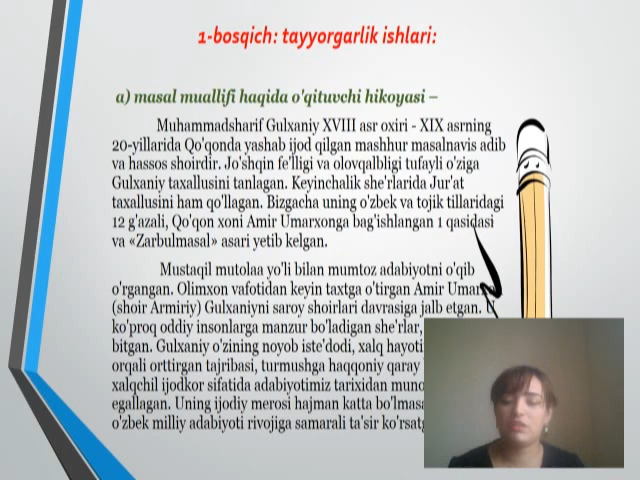 1-bosqich: tayyorgarlik ishlari:
a) masal muallifi haqida o'qituvchi hikoyasi –
Muhammadsharif Gulxaniy XVIII asr oxiri - XIX asrning
20-yillarida Qo'qonda yashab ijod qilgan mashhur masalnavis adib
va hassos shoirdir. Jo'shqin fe'lligi va olovqalbligi tufayli o'ziga
Gulxaniy taxallusini tanlagan. Keyinchalik she'rlarida Jur'at
taxallusini ham qo'llagan. Bizgacha uning o'zbek va tojik tillaridagi
12 g'azali, Qo'qon xoni Amir Umarxonga bag'ishlangan 1 qasidasi
va «Zarbulmasal» asari yetib kelgan.
Mustaqil mutolaa yo'li bilan mumtoz adabiyotni o'qib
o'rgangan. Olimxon vafotidan keyin taxtga o'tirgan Amir
(shoir Armiriy) Gulxaniyni saroy shoirlari davrasiga jalb etgan. U
ko'proq oddiy insonlarga manzur bo'ladigan she'rlar,
bitgan. Gulxaniy o'zining noyob iste'dodi, xalq hayoti
orqali orttirgan tajribasi, turmushga haqqoniy qaray
xalqchil ijodkor sifatida adabiyotimiz tarixidan
egallagan. Uning ijodiy merosi hajman katta
o'zbek milliy adabiyoti rivojiga samarali ta'sir